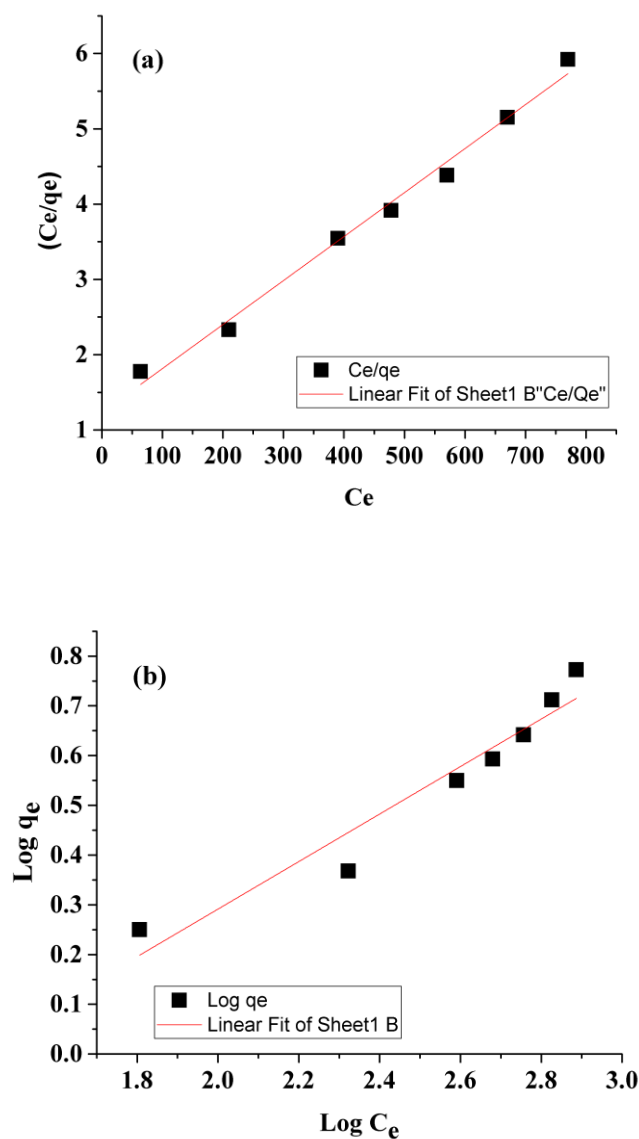 (a)
6
5
4
3
2
1
(Ce/qe)
0 100 200 300 400 500 600 700 800
Ce
Ce/qe
Linear Fit of Sheet1 B"Ce/Qe"
(b)
0.8
0.7
0.6
0.5
0.4
0.3
0.2
0.1
0.0
Log qe
1.8 2.0 2.2 2.4 2.6 2.8 3.0
Log Ce
Log qe
Linear Fit of Sheet1 B